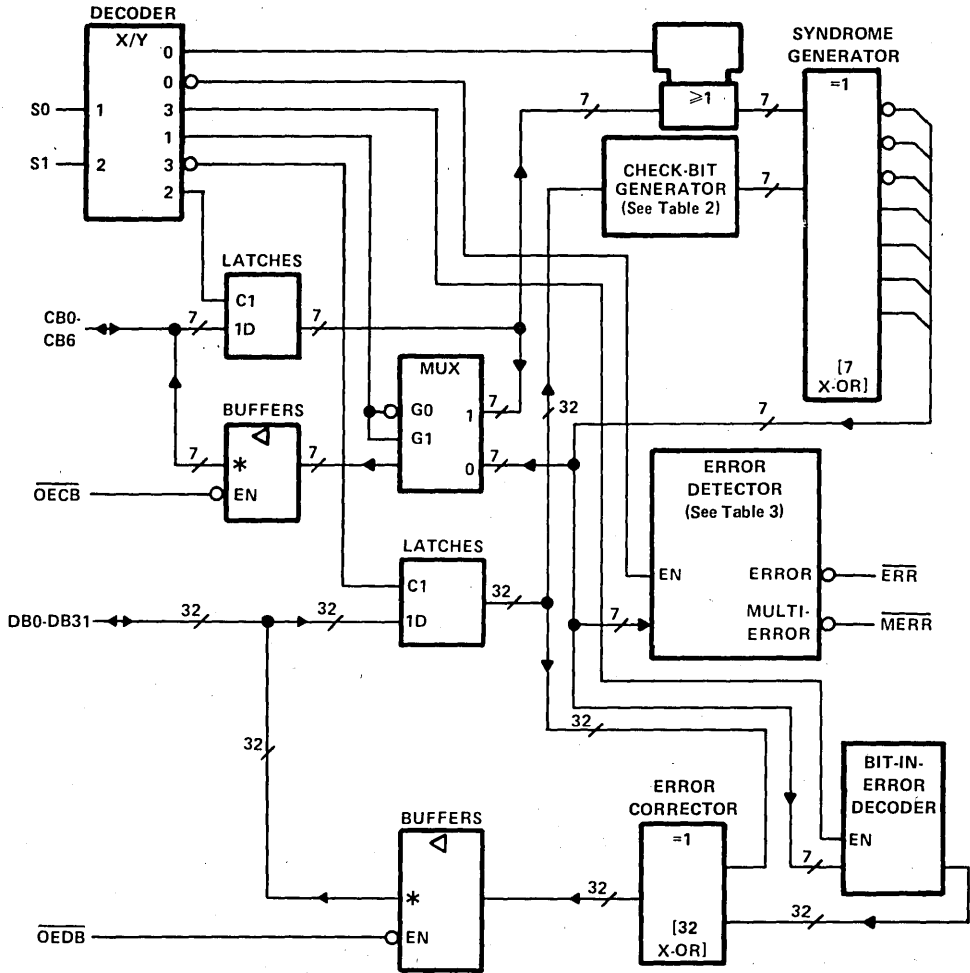 DECODER
X/Y
0
0
3
1
3
2
S0
1
S1
2
≥1
7
7
SYNDROME
GENERATOR
=1
[7
X-OR]
CHECK-BIT
GENERATOR
(See Table 2)
7
LATCHES
C1
1D
CB0-
CB6
7
7
MUX
G0
G1
1
0
7
7
32
7
BUFFERS
*
EN
7
7
OECB
ERROR
DETECTOR
(See Table 3)
EN
ERROR
MULTI-
ERROR
ERR
MERR
7
LATCHES
C1
1D
32
DB0-DB31
32
32
32
32
BIT-IN-
ERROR
DECODER
EN
7
ERROR
CORRECTOR
=1
[32
X-OR]
32
32
BUFFERS
*
EN
OEDB